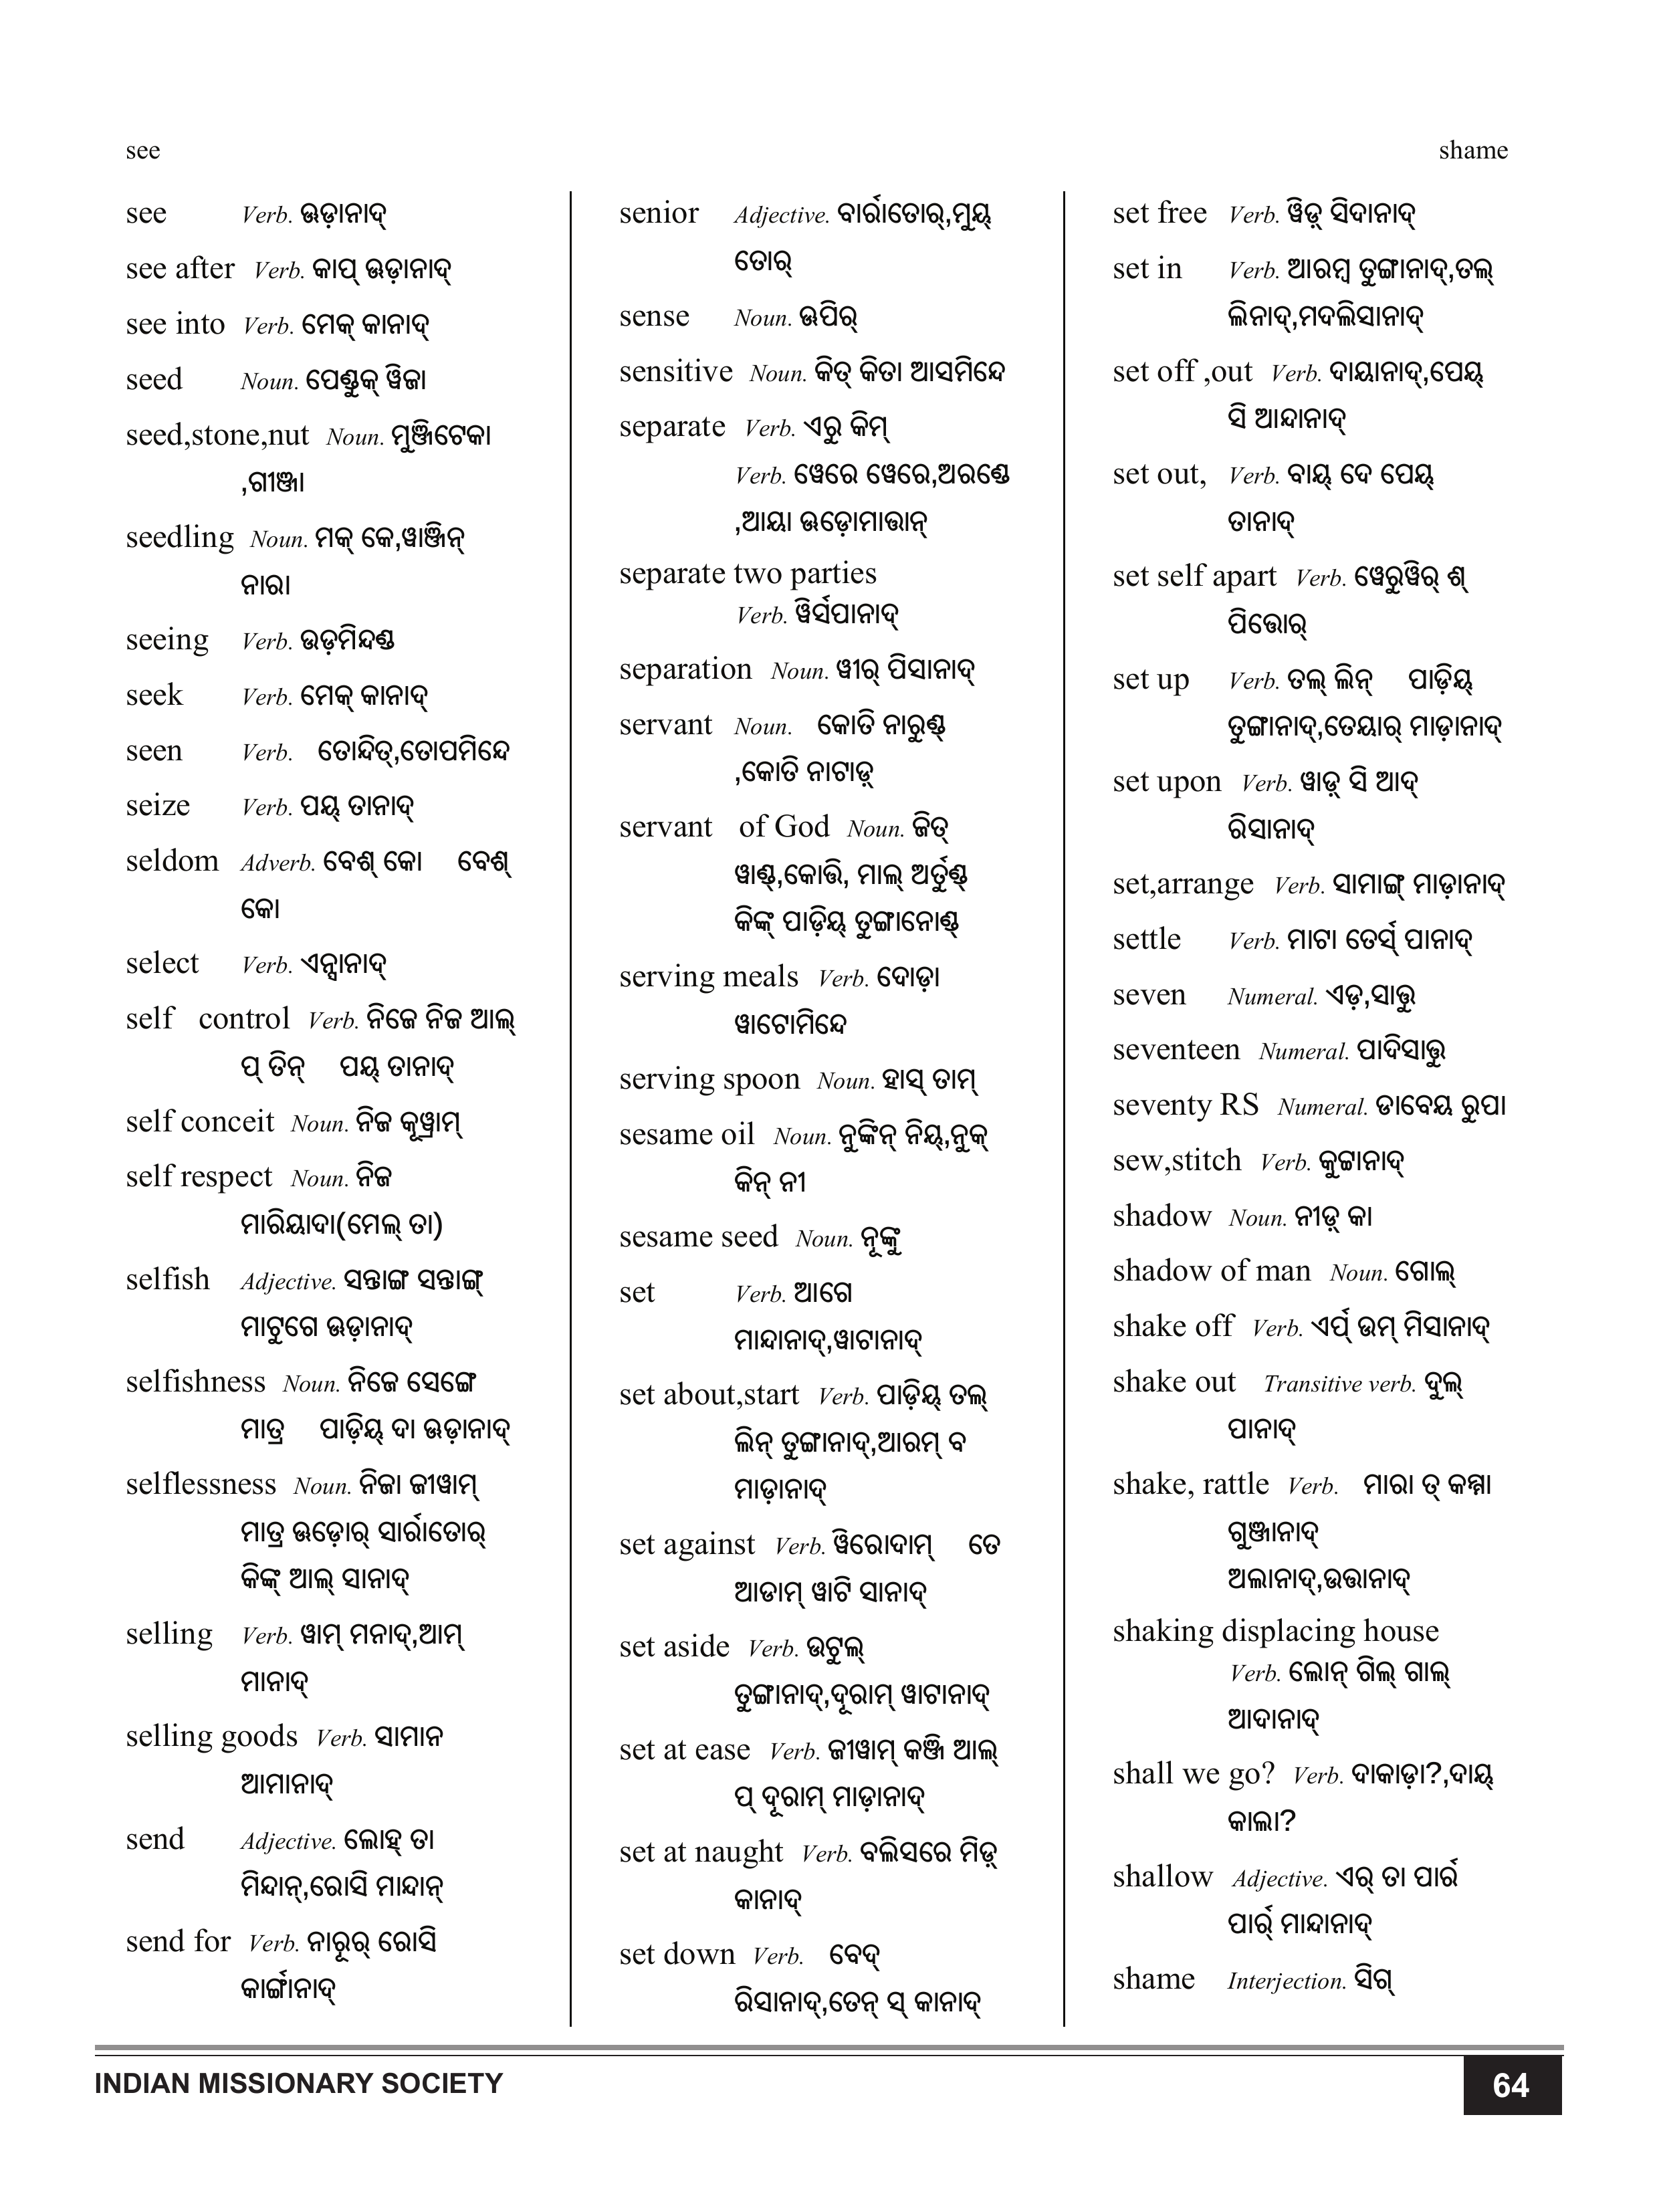 see
shame
see Verb. ଊଡ଼ାନାଦ୍
see after Verb. କାପ୍ ଊଡ଼ାନାଦ୍
see into Verb. ମେକ୍ କାନାଦ୍
seed Noun. ପେଣ୍ଡୁକ୍ ୱିଜା
seed,stone,nut Noun. ମୁଞ୍ଜିଟେକା
,ଗୀଞ୍ଜା
seedling Noun. ମକ୍ କେ,ୱାଞ୍ଜିନ୍
ନାରା
seeing Verb. ଉଡ଼ମିନ୍ଦଣ୍ଡ
seek Verb. ମେକ୍ କାନାଦ୍
seen Verb. ତୋନ୍ଦିତ୍,ତୋପମିନ୍ଦେ
seize Verb. ପୟ୍ ତାନାଦ୍
seldom Adverb. ବେଶ୍ କୋ ବେଶ୍
କୋ
select Verb. ଏନ୍ସାନାଦ୍
self control Verb. ନିଜେ ନିଜ ଆଲ୍
ପ୍ ତିନ୍ ପୟ୍ ତାନାଦ୍
self conceit Noun. ନିଜ କୂୱ୍ରାମ୍
self respect Noun. ନିଜ
ମାରିୟାଦା(ମେଲ୍ ତା)
selfish Adjective. ସନ୍ତାଙ୍ଗ ସନ୍ତାଙ୍ଗ୍
ମାଟୁଗେ ଊଡ଼ାନାଦ୍
selfishness Noun. ନିଜେ ସେଙ୍ଗେ
ମାତ୍ର ପାଡ଼ିୟ୍ ଦା ଊଡ଼ାନାଦ୍
selflessness Noun. ନିଜା ଜୀୱାମ୍
ମାତ୍ର ଊଡ଼ୋର୍ ସାର୍ରାତୋର୍
କିଙ୍କ୍ ଆଲ୍ ସାନାଦ୍
selling Verb. ୱାମ୍ ମନାଦ୍,ଆମ୍
ମାନାଦ୍
selling goods Verb. ସାମାନ
ଆମାନାଦ୍
send Adjective. ଲୋହ୍ ତା
ମିନ୍ଦାନ୍,ରୋସି ମାନ୍ଦାନ୍
send for Verb. ନାରୂର୍ ରୋସି
କାର୍ଙ୍ଗାନାଦ୍
senior Adjective. ବାର୍ରାତୋର୍,ମୁୟ୍
ତୋର୍
sense Noun. ଊପିର୍
sensitive Noun. କିତ୍ କିତା ଆସମିନ୍ଦେ
separate Verb. ଏରୁ କିମ୍
Verb. ୱେରେ ୱେରେ,ଅରଣ୍ଡେ
,ଆୟା ଊଡ଼ୋମାତ୍ତାନ୍
separate two parties
Verb. ୱିର୍ସପାନାଦ୍
separation Noun. ୱୀର୍ ପିସାନାଦ୍
servant Noun. କୋତି ନାରୁଣ୍ଡ୍
,କୋତି ନାଟାଡ଼୍
servant of God Noun. ଜିତ୍
ୱାଣ୍ଡ୍,କୋତ୍ତି, ମାଲ୍ ଅର୍ତୁଣ୍ଡ୍
କିଙ୍କ୍ ପାଡ଼ିୟ୍ ତୁଙ୍ଗାନୋଣ୍ଡ୍
serving meals Verb. ଦୋଡ଼ା
ୱାଟୋମିନ୍ଦେ
serving spoon Noun. ହାସ୍ ତାମ୍
sesame oil Noun. ନୁଙ୍କିନ୍ ନିୟ୍,ନୁକ୍
କିନ୍ ନୀ
sesame seed Noun. ନୂଙ୍କୁ
set Verb. ଆଗେ
ମାନ୍ଦାନାଦ୍,ୱାଟାନାଦ୍
set about,start Verb. ପାଡ଼ିୟ୍ ତଲ୍
ଲିନ୍ ତୁଙ୍ଗାନାଦ୍,ଆରମ୍ ବ
ମାଡ଼ାନାଦ୍
set against Verb. ୱିରୋଦାମ୍ ତେ
ଆଡାମ୍ ୱାଟି ସାନାଦ୍
set aside Verb. ଉଟୁଲ୍
ତୁଙ୍ଗାନାଦ୍,ଦୂରାମ୍ ୱାଟାନାଦ୍
set at ease Verb. ଜୀୱାମ୍ କଞ୍ଜି ଆଲ୍
ପ୍ ଦୂରାମ୍ ମାଡ଼ାନାଦ୍
set at naught Verb. ବଲିସରେ ମିଡ଼୍
କାନାଦ୍
set down Verb. ବେଦ୍
ରିସାନାଦ୍,ତେନ୍ ସ୍ କାନାଦ୍
set free Verb. ୱିଡ଼୍ ସିଦାନାଦ୍
set in Verb. ଆରମ୍ବ ତୁଙ୍ଗାନାଦ୍,ତଲ୍
ଲିନାଦ୍,ମଦଲିସାନାଦ୍
set off ,out Verb. ଦାୟାନାଦ୍,ପେୟ୍
ସି ଆନ୍ଦାନାଦ୍
set out, Verb. ବାୟ୍ ଦେ ପେୟ୍
ତାନାଦ୍
set self apart Verb. ୱେରୁୱିର୍ ଶ୍
ପିତ୍ତୋର୍
set up Verb. ତଲ୍ ଲିନ୍ ପାଡ଼ିୟ୍
ତୁଙ୍ଗାନାଦ୍,ତେୟାର୍ ମାଡ଼ାନାଦ୍
set upon Verb. ୱାଡ଼୍ ସି ଆଦ୍
ରିସାନାଦ୍
set,arrange Verb. ସାମାଙ୍ଗ୍ ମାଡ଼ାନାଦ୍
settle Verb. ମାଟା ତେର୍ସ୍ ପାନାଦ୍
seven Numeral. ଏଡ଼,ସାତ୍ତୁ
seventeen Numeral. ପାଦିସାତ୍ତୁ
seventy RS Numeral. ଡାବେୟ ରୁପା
sew,stitch Verb. କୁଟ୍ଟାନାଦ୍
shadow Noun. ନୀଡ଼୍ କା
shadow of man Noun. ଗୋଲ୍
shake off Verb. ଏର୍ପ୍ ଉମ୍ ମିସାନାଦ୍
shake out Transitive verb. ଦୁଲ୍
ପାନାଦ୍
shake, rattle Verb. ମାରା ତ୍ କମ୍ମା
ଗୁଞ୍ଜାନାଦ୍
ଅଲାନାଦ୍,ଉତ୍ତାନାଦ୍
shaking displacing house
Verb. ଲୋନ୍ ଗିଲ୍ ଗାଲ୍
ଆଦାନାଦ୍
shall we go? Verb. ଦାକାଡ଼ା?,ଦାୟ୍
କାଲା?
shallow Adjective. ଏର୍ ତା ପାର୍ର
ପାର୍ର୍ ମାନ୍ଦାନାଦ୍
shame Interjection. ସିଗ୍
INDIAN MISSIONARY SOCIETY
64